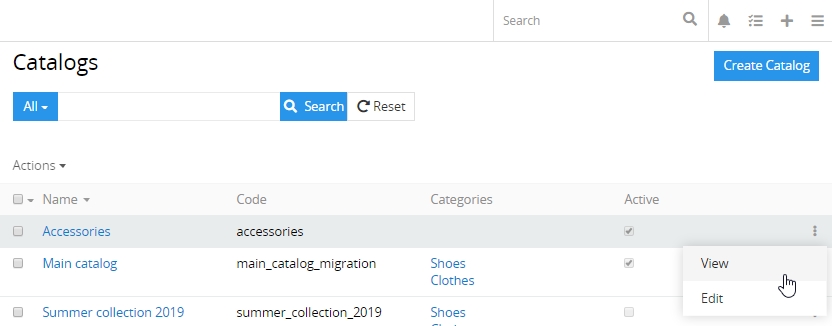 Search
Catalogs
Create Catalog
All
Search
Reset
Actions
Name Code Categories Active
Accessories accessories
View
Main catalog main_catalog_migration Shoes
Clothes
Edit
Summer collection 2019 summer_collection_2019 Shoes